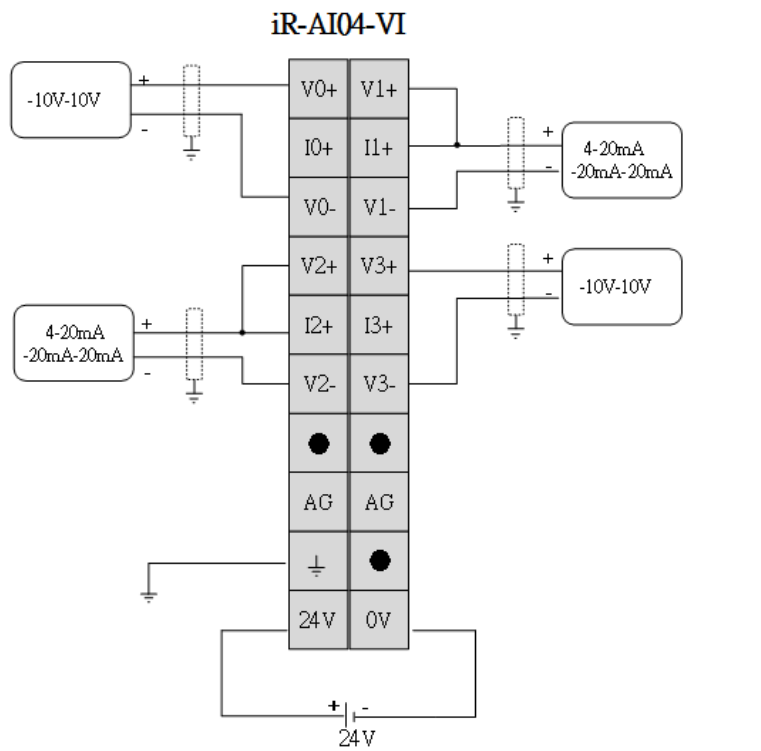 iR-AI04-VI
-10V-10V
+
-
V0+ V1+
I0+ I1+
V0- V1-
+
-
4-20mA
-20mA-20mA
V2+ V3+
I2+ I3+
V2- V3-
+
-
-10V-10V
4-20mA
-20mA-20mA
+
-
AG AG
24V 0V
+ -
24V